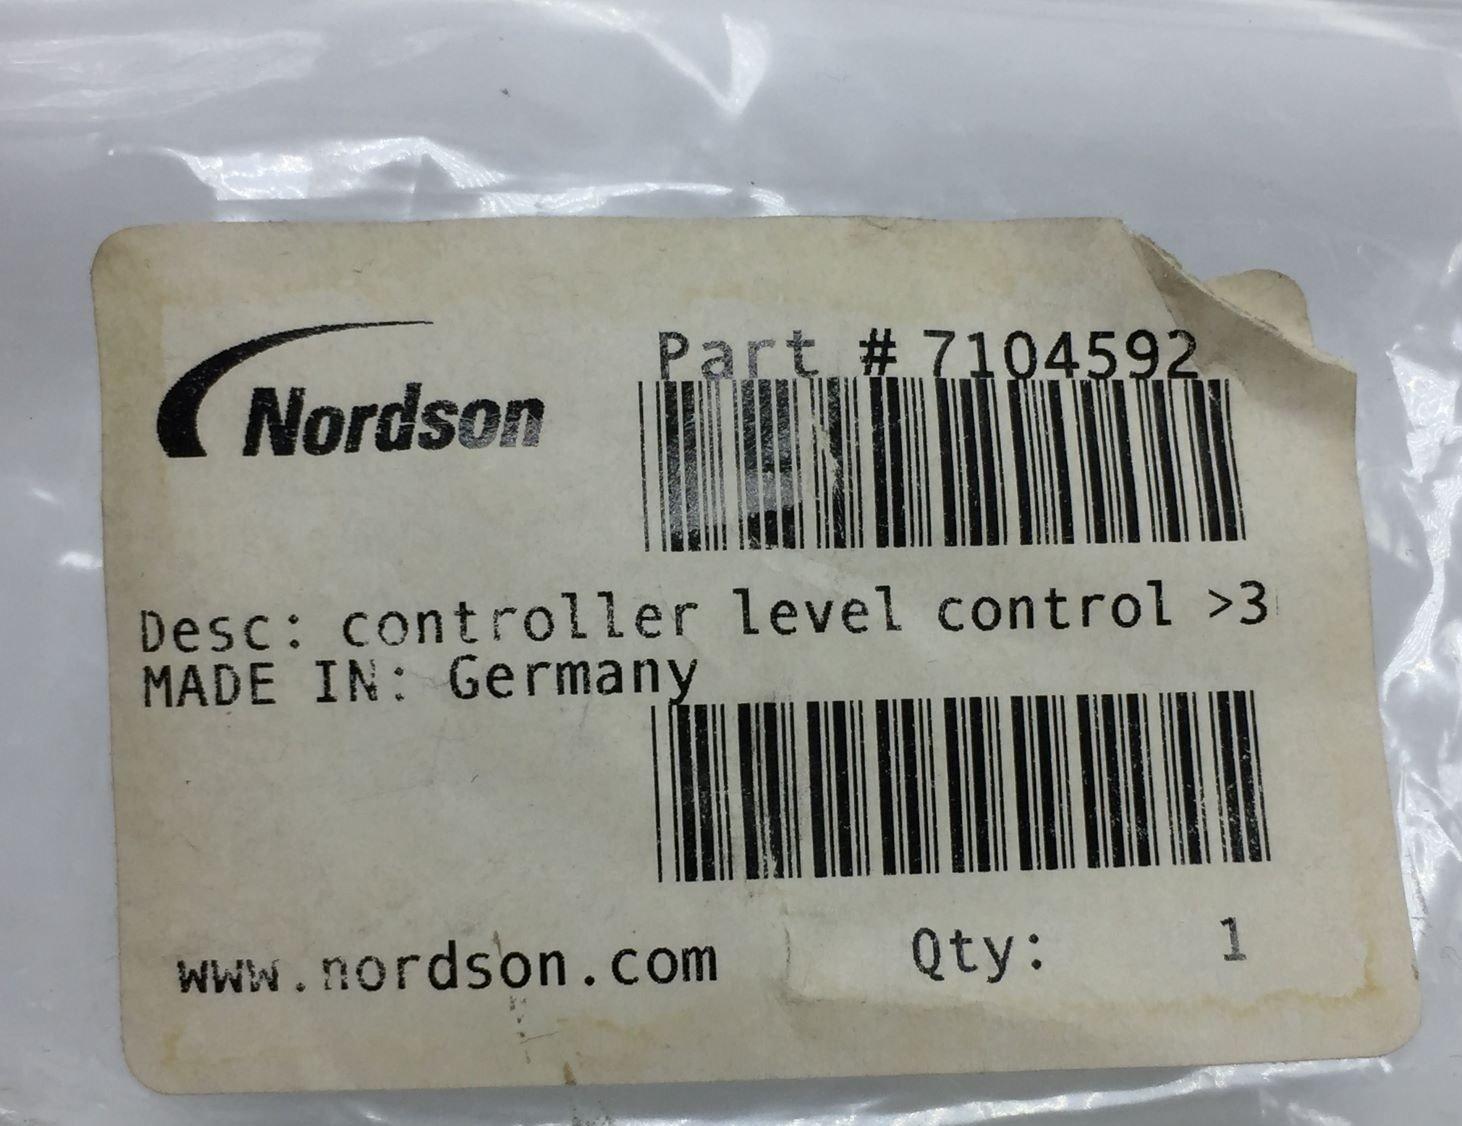 Nordson
Part # 7104592
Desc: controller level control >3
MADE IN: Germany
www.nordson.com
Qty: 1